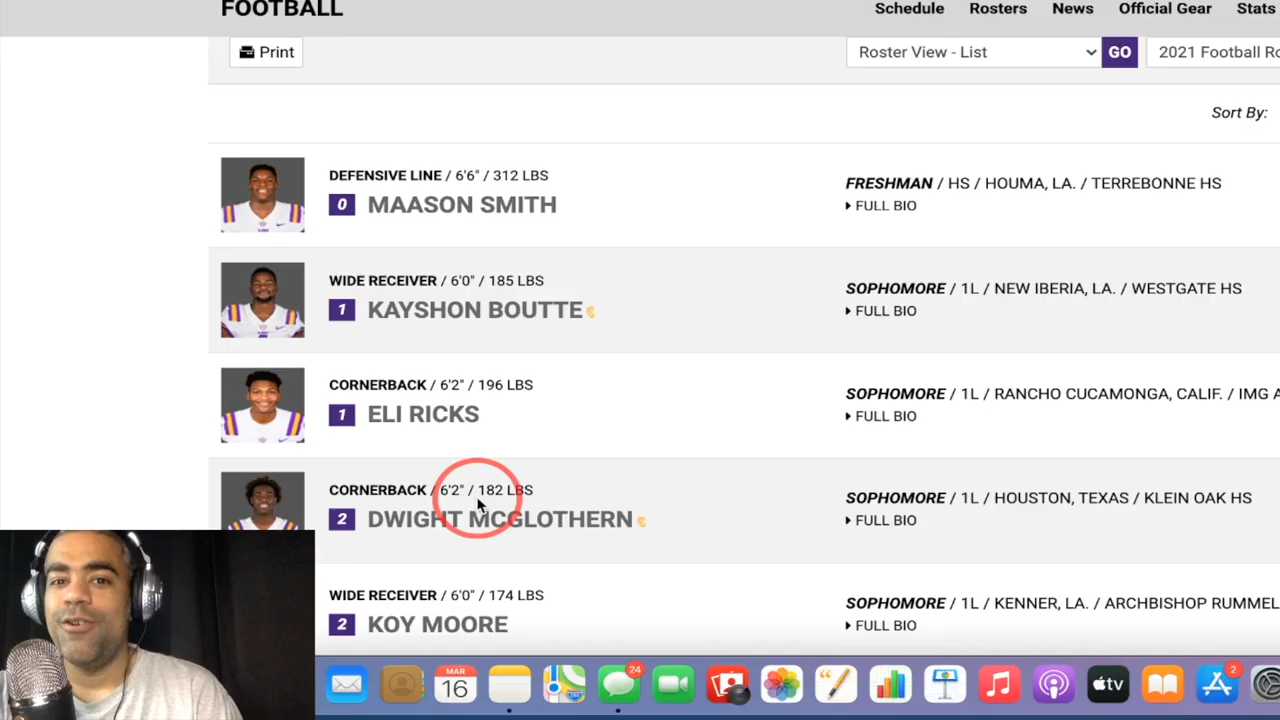 FOOTBALL
Schedule Rosters News Official Gear Stats
Print
Roster View - List
GO
2021 Football Ro
Sort By:
DEFENSIVE LINE / 6'6" / 312 LBS
0 MAASON SMITH
FRESHMAN / HS / HOUMA, LA. / TERREBONNE HS
FULL BIO
WIDE RECEIVER / 6'0" / 185 LBS
1 KAYSHON BOUTTE
SOPHOMORE / 1L / NEW IBERIA, LA. / WESTGATE HS
FULL BIO
CORNERBACK / 6'2" / 196 LBS
1 ELI RICKS
SOPHOMORE / 1L / RANCHO CUCAMONGA, CALIF. / IMG A
FULL BIO
CORNERBACK / 6'2" / 182 LBS
2 DWIGHT MCGLOTHERN
SOPHOMORE / 1L / HOUSTON, TEXAS / KLEIN OAK HS
FULL BIO
WIDE RECEIVER / 6'0" / 174 LBS
2 KOY MOORE
SOPHOMORE / 1L / KENNER, LA. / ARCHBISHOP RUMMEL
FULL BIO
MAR
16
24
tv
2